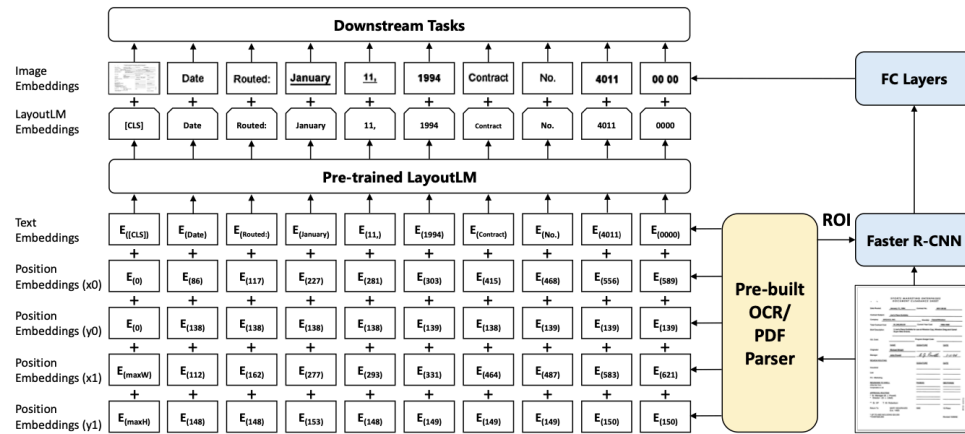 Downstream Tasks
Image Embeddings
Date Routed: January 11, 1994 Contract No. 4011 00 00
FC Layers
+ + + + + + + + + +
LayoutLM Embeddings
[CLS] Date Routed: January 11, 1994 Contract No. 4011 0000
Pre-trained LayoutLM
Text Embeddings
E([CLS]) E(Date) E(Routed:) E(January) E(11,) E(1994) E(Contract) E(No.) E(4011) E(0000)
ROI
Faster R-CNN
+ + + + + + + + + +
Position Embeddings (x0)
E(0) E(86) E(117) E(227) E(281) E(303) E(415) E(468) E(556) E(589)
+ + + + + + + + + +
Position Embeddings (y0)
E(0) E(138) E(138) E(138) E(138) E(139) E(138) E(139) E(139) E(139)
+ + + + + + + + + +
Position Embeddings (x1)
E(maxW) E(112) E(162) E(277) E(293) E(331) E(464) E(487) E(583) E(621)
+ + + + + + + + + +
Position Embeddings (y1)
E(maxH) E(148) E(148) E(153) E(148) E(149) E(149) E(149) E(150) E(150)
Pre-built
OCR/
PDF
Parser